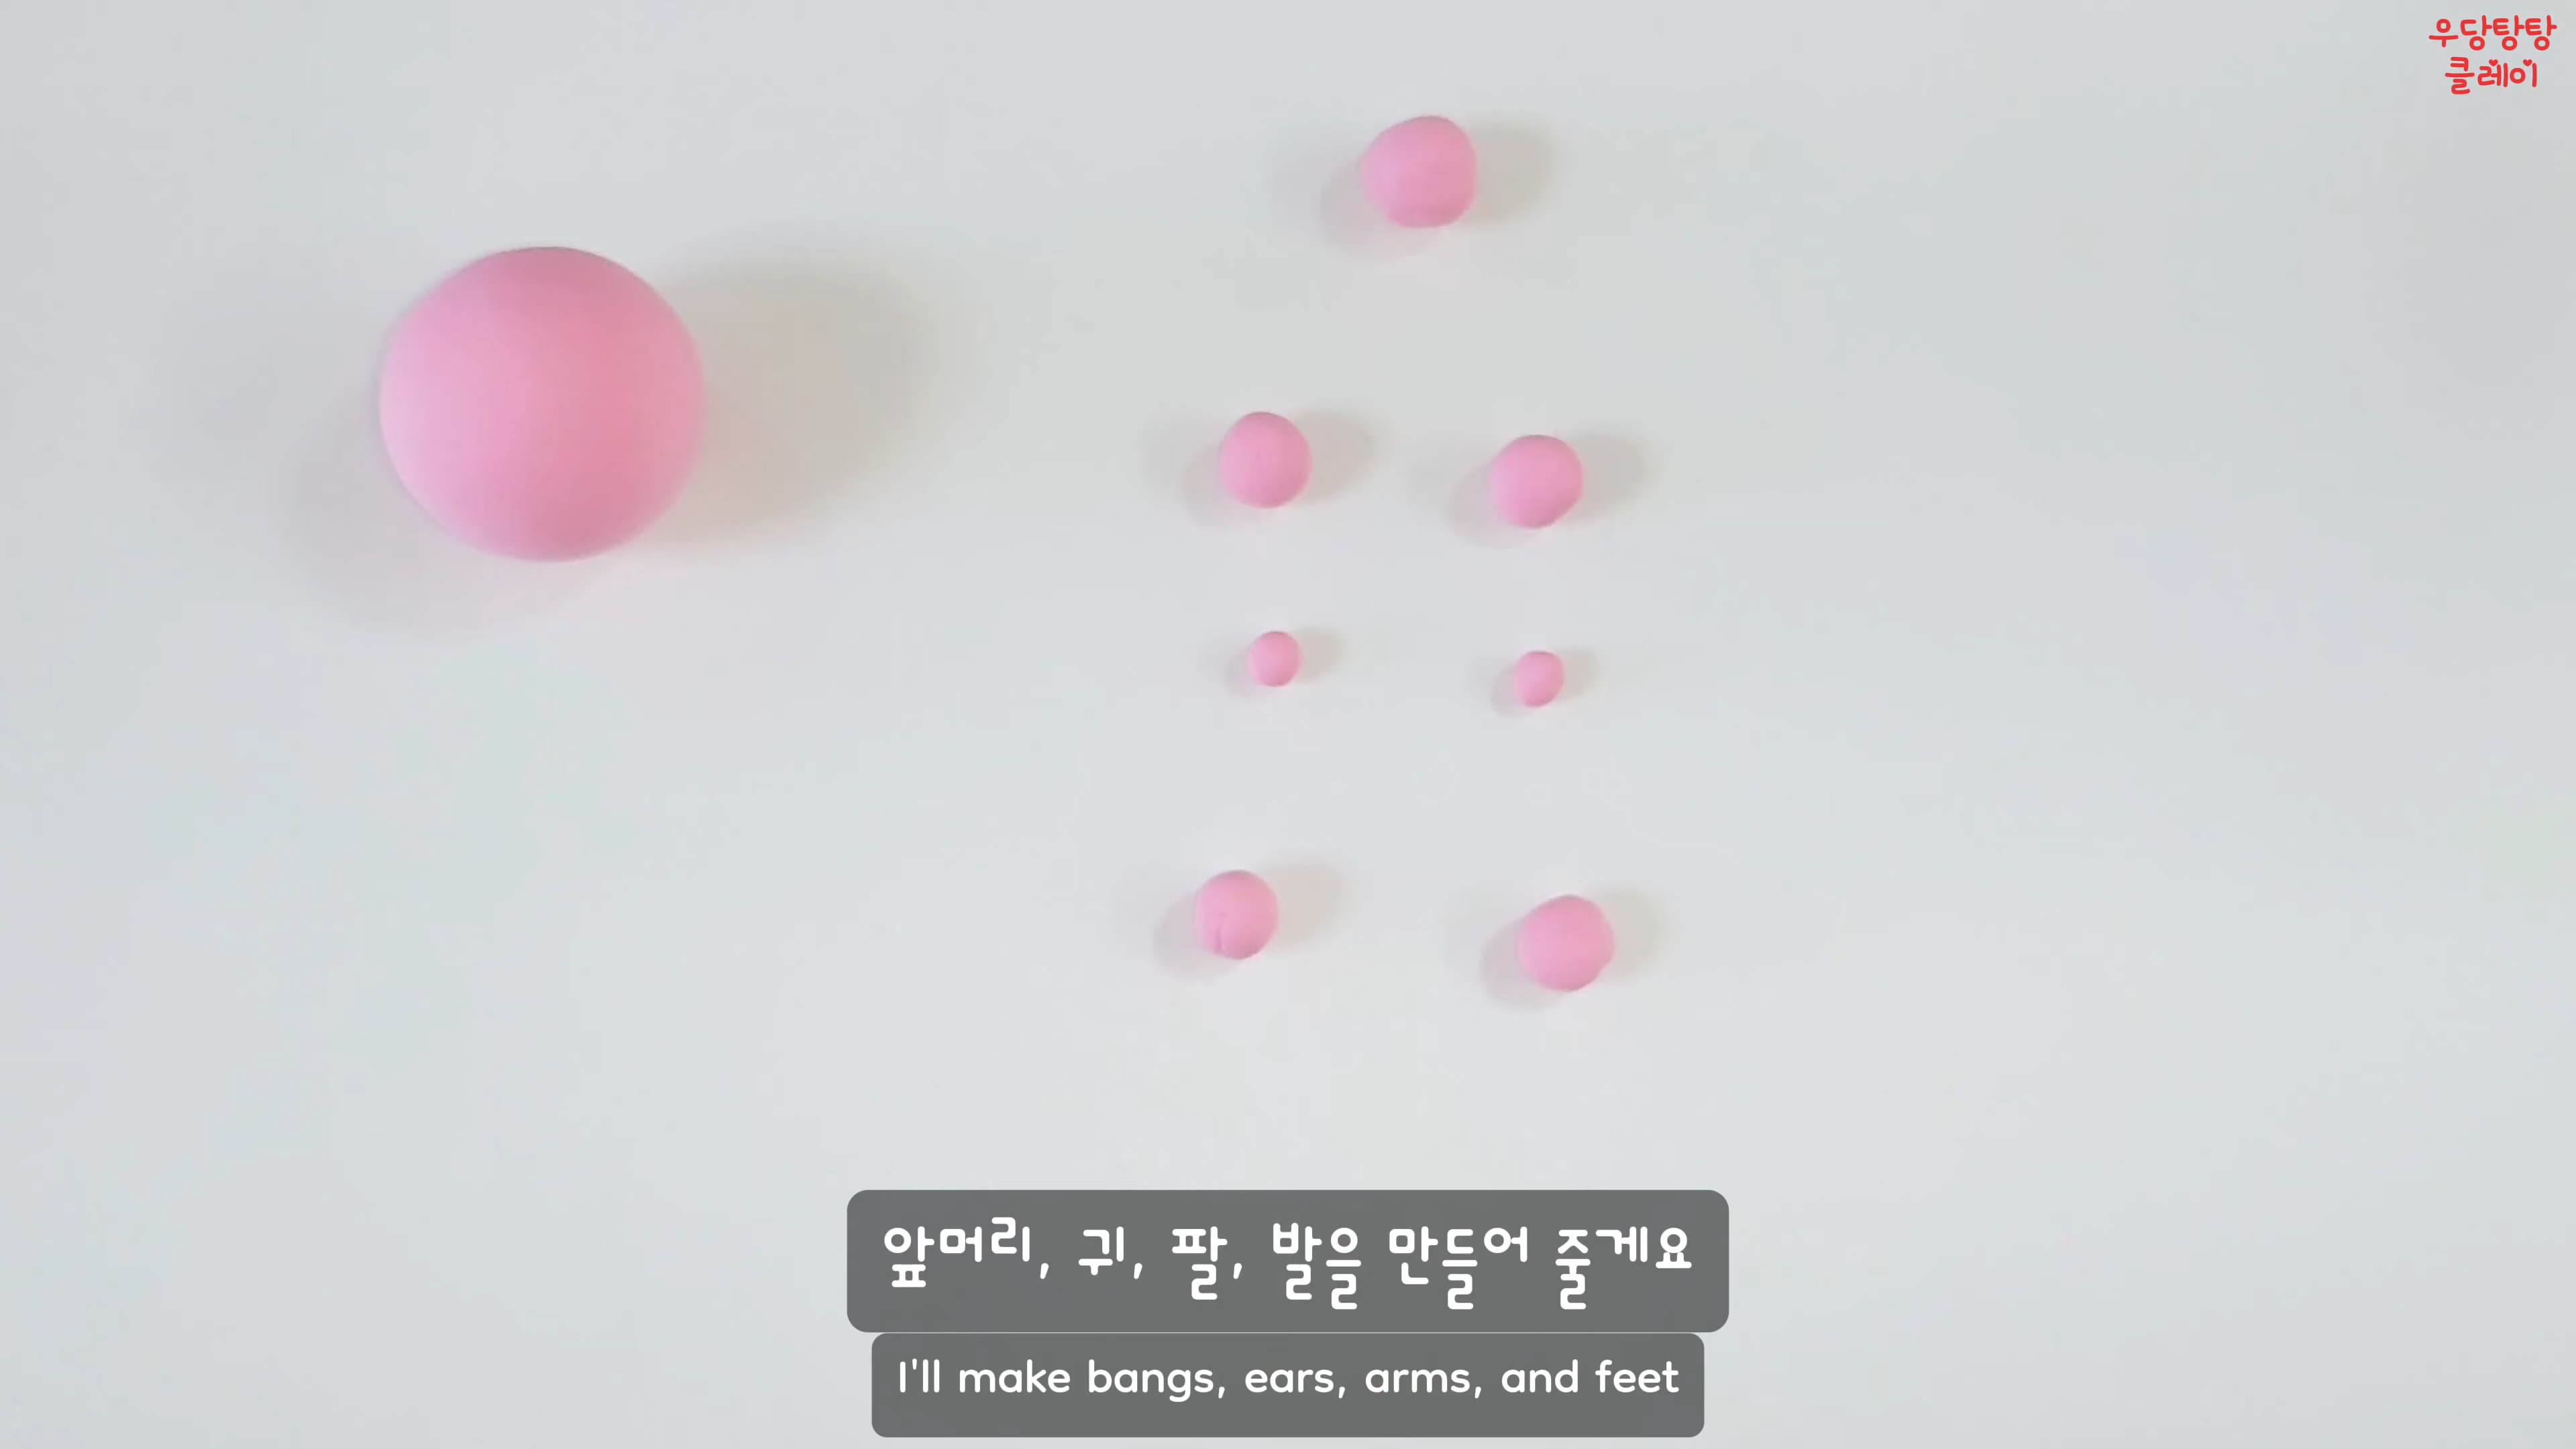 우당탕탕
클레이
앞머리, 귀, 팔, 발을 만들어 줄게요
I'll make bangs, ears, arms, and feet